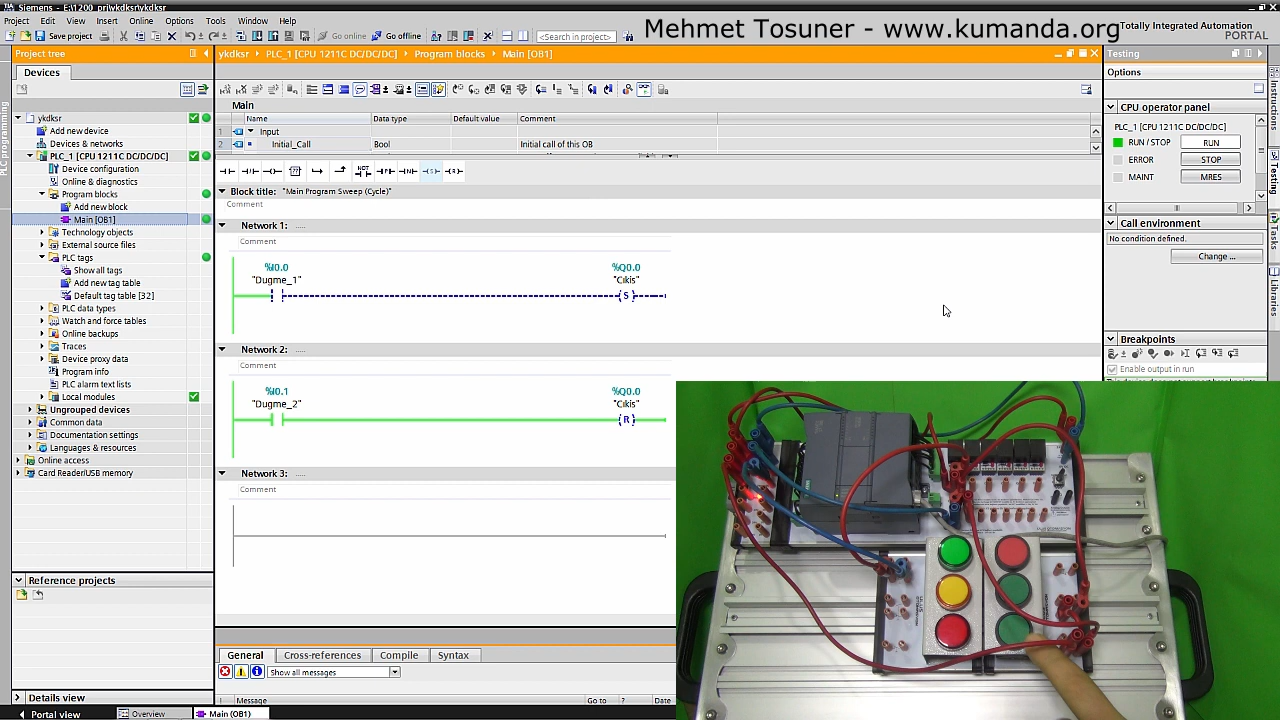 Siemens - E:\1200_prj\ykdksr\ykdksr
Mehmet Tosuner - www.kumanda.org
Project Edit View Insert Online Options Tools Window Help
Totally Integrated Automation
PORTAL
Save project
Go online
Go offline
<Search in project>
Project tree
ykdksr
PLC_1 [CPU 1211C DC/DC/DC]
Program blocks
Main [OB1]
Testing
Devices
Options
Main
Name
Data type
Default value
Comment
1
Input
2
Initial_Call
Bool
Initial call of this OB
Block title: "Main Program Sweep (Cycle)"
Comment
Network 1: .....
Comment
%I0.0
"Dugme_1"
%Q0.0
"Cıkis"
S
Network 2: .....
Comment
%I0.1
"Dugme_2"
%Q0.0
"Cıkis"
R
Network 3: .....
Comment
ykdksr
Add new device
Devices & networks
PLC_1 [CPU 1211C DC/DC/DC]
Device configuration
Online & diagnostics
Program blocks
Add new block
Main [OB1]
Technology objects
External source files
PLC tags
Show all tags
Add new tag table
Default tag table [32]
PLC data types
Watch and force tables
Online backups
Traces
Device proxy data
Program info
PLC alarm text lists
Local modules
Ungrouped devices
Common data
Documentation settings
Languages & resources
Online access
Card Reader/USB memory
Reference projects
Details view
Portal view
Overview
Main (OB1)
PLC programming
CPU operator panel
PLC_1 [CPU 1211C DC/DC/DC]
RUN / STOP
RUN
ERROR
STOP
MAINT
MRES
Call environment
No condition defined.
Change ...
Breakpoints
Enable output in run
Instructions
Testing
Tasks
Libraries
General
Cross-references
Compile
Syntax
Show all messages
!
Message
Go to
?
Date